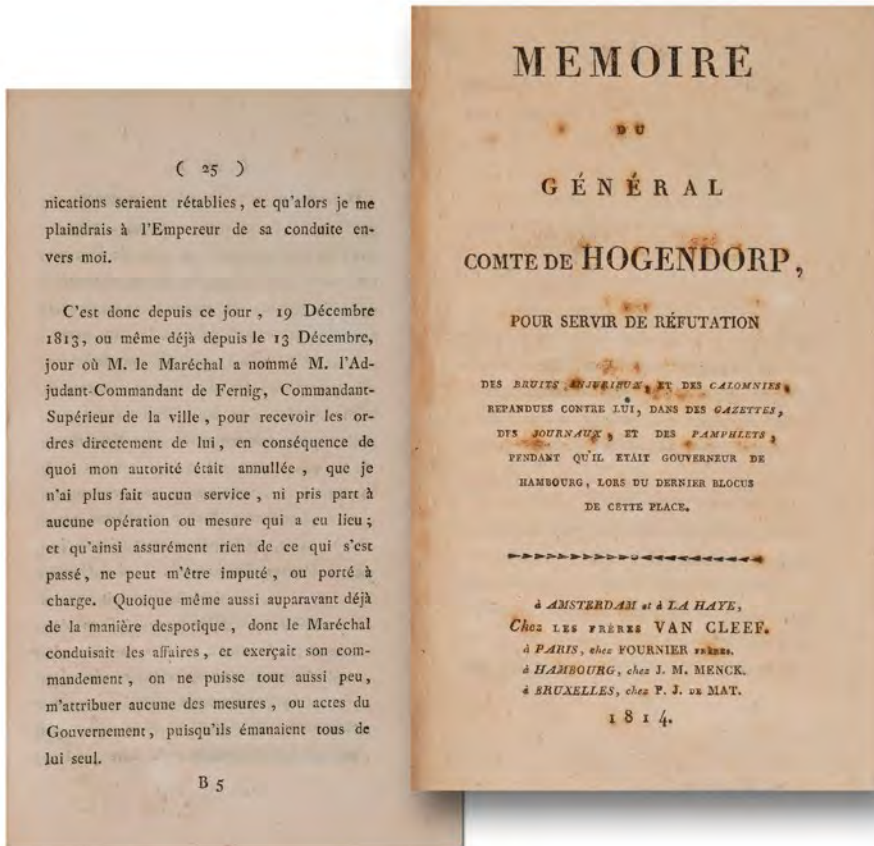 ( 25 )
nications seraient rétablies, et qu'alors je me
plaindrais à l'Empereur de sa conduite en-
vers moi.
C'est donc depuis ce jour, 19 Décembre
1813, ou même déjà depuis le 13 Décembre,
jour où M. le Maréchal a nommé M. l'Ad-
judant-Commandant de Fernig, Commandant-
Supérieur de la ville, pour recevoir les or-
dres directement de lui, en conséquence de
quoi mon autorité était annullée, que je
n'ai plus fait aucun service, ni pris part à
aucune opération ou mesure qui a eu lieu;
et qu'ainsi assurément rien de ce qui s'est
passé, ne peut m'être imputé, ou porté à
charge. Quoique même aussi auparavant déjà
de la manière despotique, dont le Maréchal
conduisait les affaires, et exerçait son com-
mandement, on ne puisse tout aussi peu,
m'attribuer aucune des mesures, ou actes du
Gouvernement, puisqu'ils émanaient tous de
lui seul.
B 5
MEMOIRE
DU
GÉNÉRAL
COMTE DE HOGENDORP,
POUR SERVIR DE RÉFUTATION
DES BRUITS INJURIEUX, ET DES CALOMNIES,
REPANDUES CONTRE LUI, DANS DES GAZETTES,
DES JOURNAUX, ET DES PAMPHLETS,
PENDANT QU'IL ETAIT GOUVERNEUR DE
HAMBOURG, LORS DU DERNIER BLOCUS
DE CETTE PLACE.
à AMSTERDAM et à LA HAYE,
Chez LES FRÈRES VAN CLEEF.
à PARIS, chez FOURNIER FRÈRES.
à HAMBOURG, chez J. M. MENCK.
à BRUXELLES, chez P. J. DE MAT.
1814.